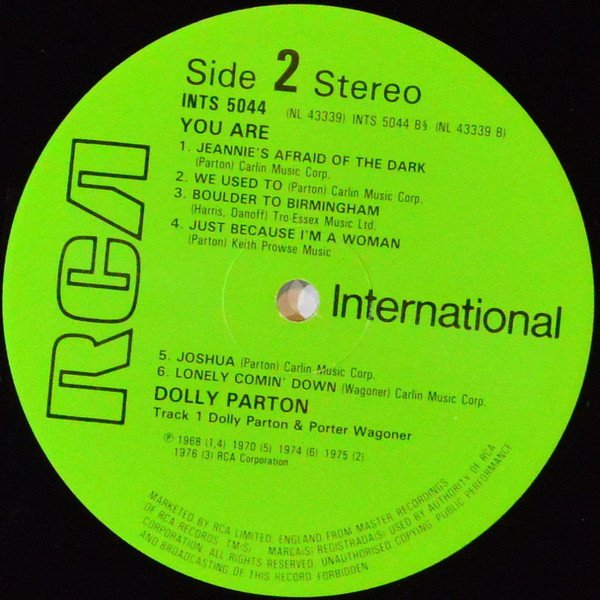 Side 2 Stereo
INTS 5044 (NL 43339) INTS 5044 B§ (NL 43339 B)
YOU ARE
1. JEANNIE'S AFRAID OF THE DARK
(Parton) Carlin Music Corp.
2. WE USED TO (Parton) Carlin Music Corp.
3. BOULDER TO BIRMINGHAM
(Harris, Danoff) Tro-Essex Music Ltd.
4. JUST BECAUSE I'M A WOMAN
(Parton) Keith Prowse Music
RCA
International
5. JOSHUA (Parton) Carlin Music Corp.
6. LONELY COMIN' DOWN (Wagoner) Carlin Music Corp.
DOLLY PARTON
Track 1 Dolly Parton & Porter Wagoner
℗ 1968 (1,4) 1970 (5) 1974 (6) 1975 (2)
1976 (3) RCA Corporation
MARKETED BY RCA LIMITED, ENGLAND FROM MASTER RECORDINGS
OF RCA RECORDS. TM(S) MARCA(S) REGISTRADA(S) USED BY AUTHORITY OF RCA
CORPORATION. ALL RIGHTS RESERVED. UNAUTHORISED COPYING PUBLIC PERFORMANCE
AND BROADCASTING OF THIS RECORD FORBIDDEN.